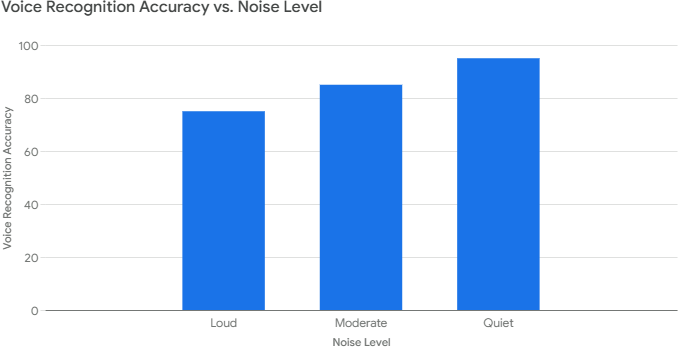 Voice Recognition Accuracy vs. Noise Level
Voice Recognition Accuracy
100
80
60
40
20
0
Loud Moderate Quiet
Noise Level